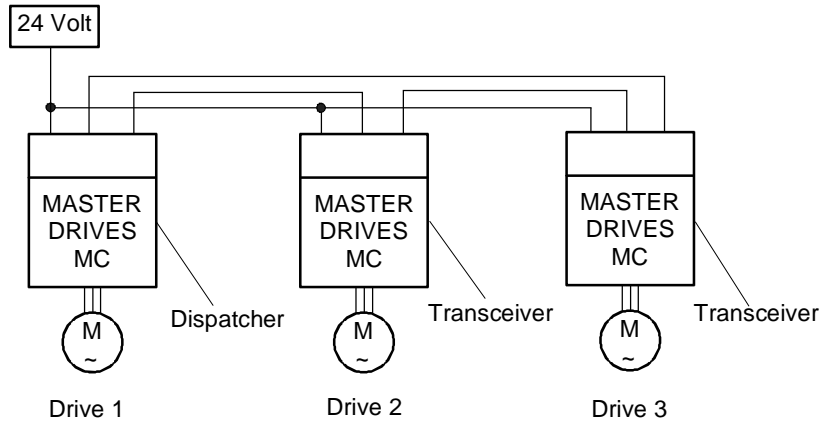 24 Volt
MASTER
DRIVES
MC
MASTER
DRIVES
MC
MASTER
DRIVES
MC
Dispatcher
Transceiver
Transceiver
M
~
M
~
M
~
Drive 1
Drive 2
Drive 3